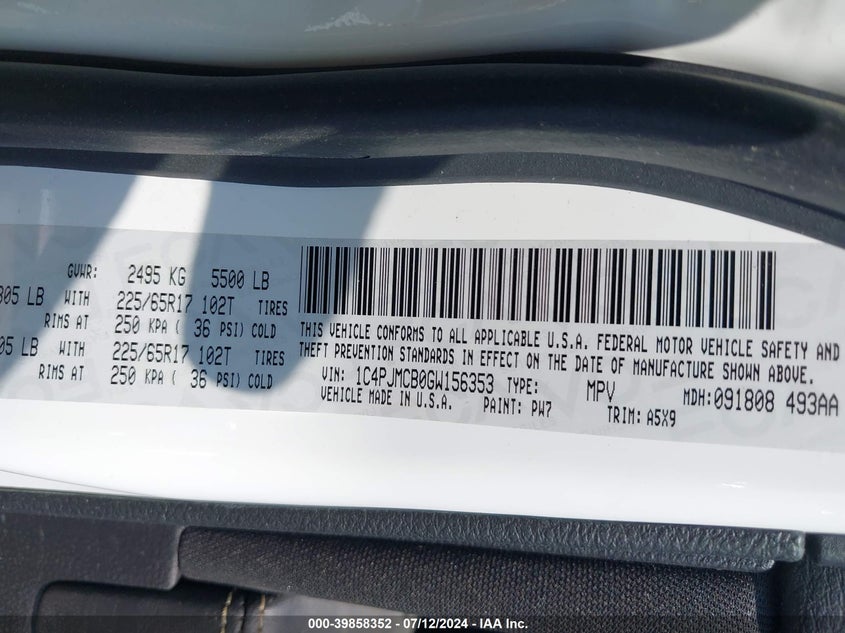 GVWR: 2495 KG 5500 LB
305 LB WITH 225/65R17 102T TIRES
RIMS AT 250 KPA ( 36 PSI) COLD
05 LB WITH 225/65R17 102T TIRES
RIMS AT 250 KPA ( 36 PSI) COLD
THIS VEHICLE CONFORMS TO ALL APPLICABLE U.S.A. FEDERAL MOTOR VEHICLE SAFETY AND
THEFT PREVENTION STANDARDS IN EFFECT ON THE DATE OF MANUFACTURE SHOWN ABOVE.
VIN: 1C4PJMCB0GW156353 TYPE: MPV MDH:091808 493AA
VEHICLE MADE IN U.S.A. PAINT: PW7 TRIM: A5X9
000-39858352 - 07/12/2024 - IAA Inc.